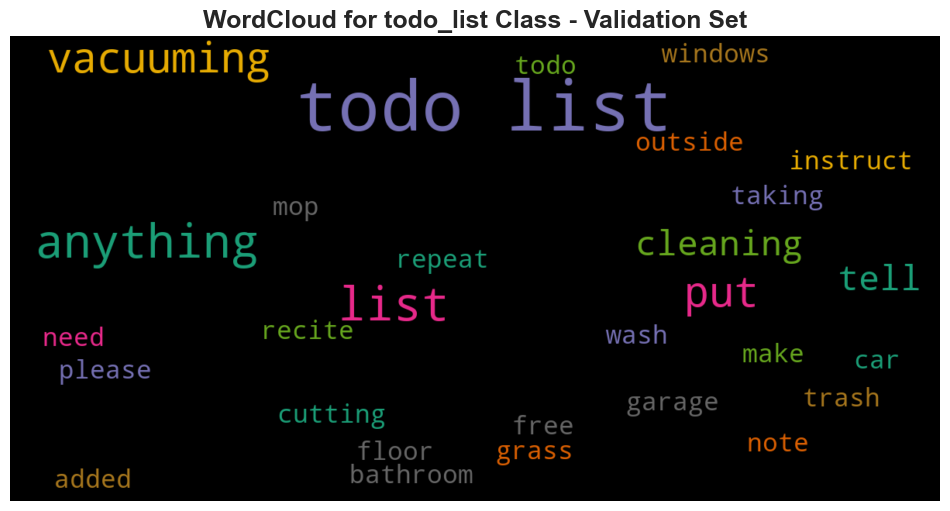 WordCloud for todo_list Class - Validation Set
vacuuming
todo
windows
todo list
outside
instruct
taking
mop
anything
cleaning
repeat
tell
list
put
need
recite
wash
please
make
car
cutting
garage
trash
free
floor
grass
note
added
bathroom